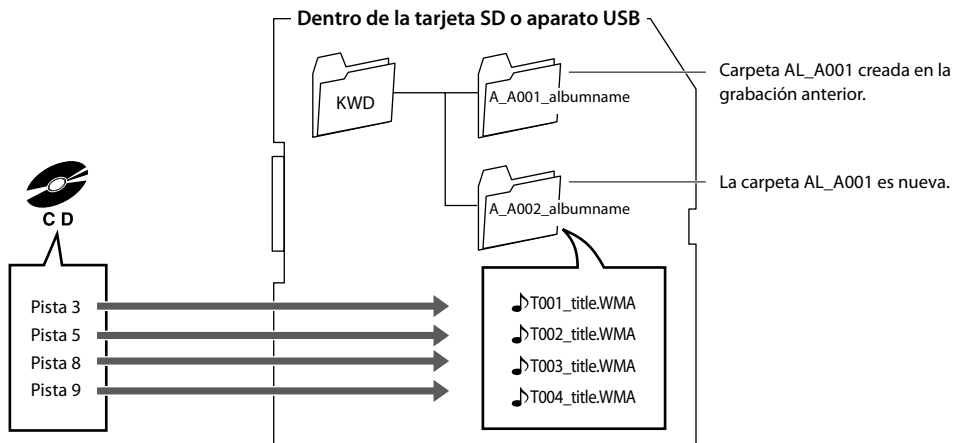 Dentro de la tarjeta SD o aparato USB
KWD
A_A001_albumname
Carpeta AL_A001 creada en la
grabación anterior.
A_A002_albumname
La carpeta AL_A001 es nueva.
CD
Pista 3
Pista 5
Pista 8
Pista 9
T001_title.WMA
T002_title.WMA
T003_title.WMA
T004_title.WMA